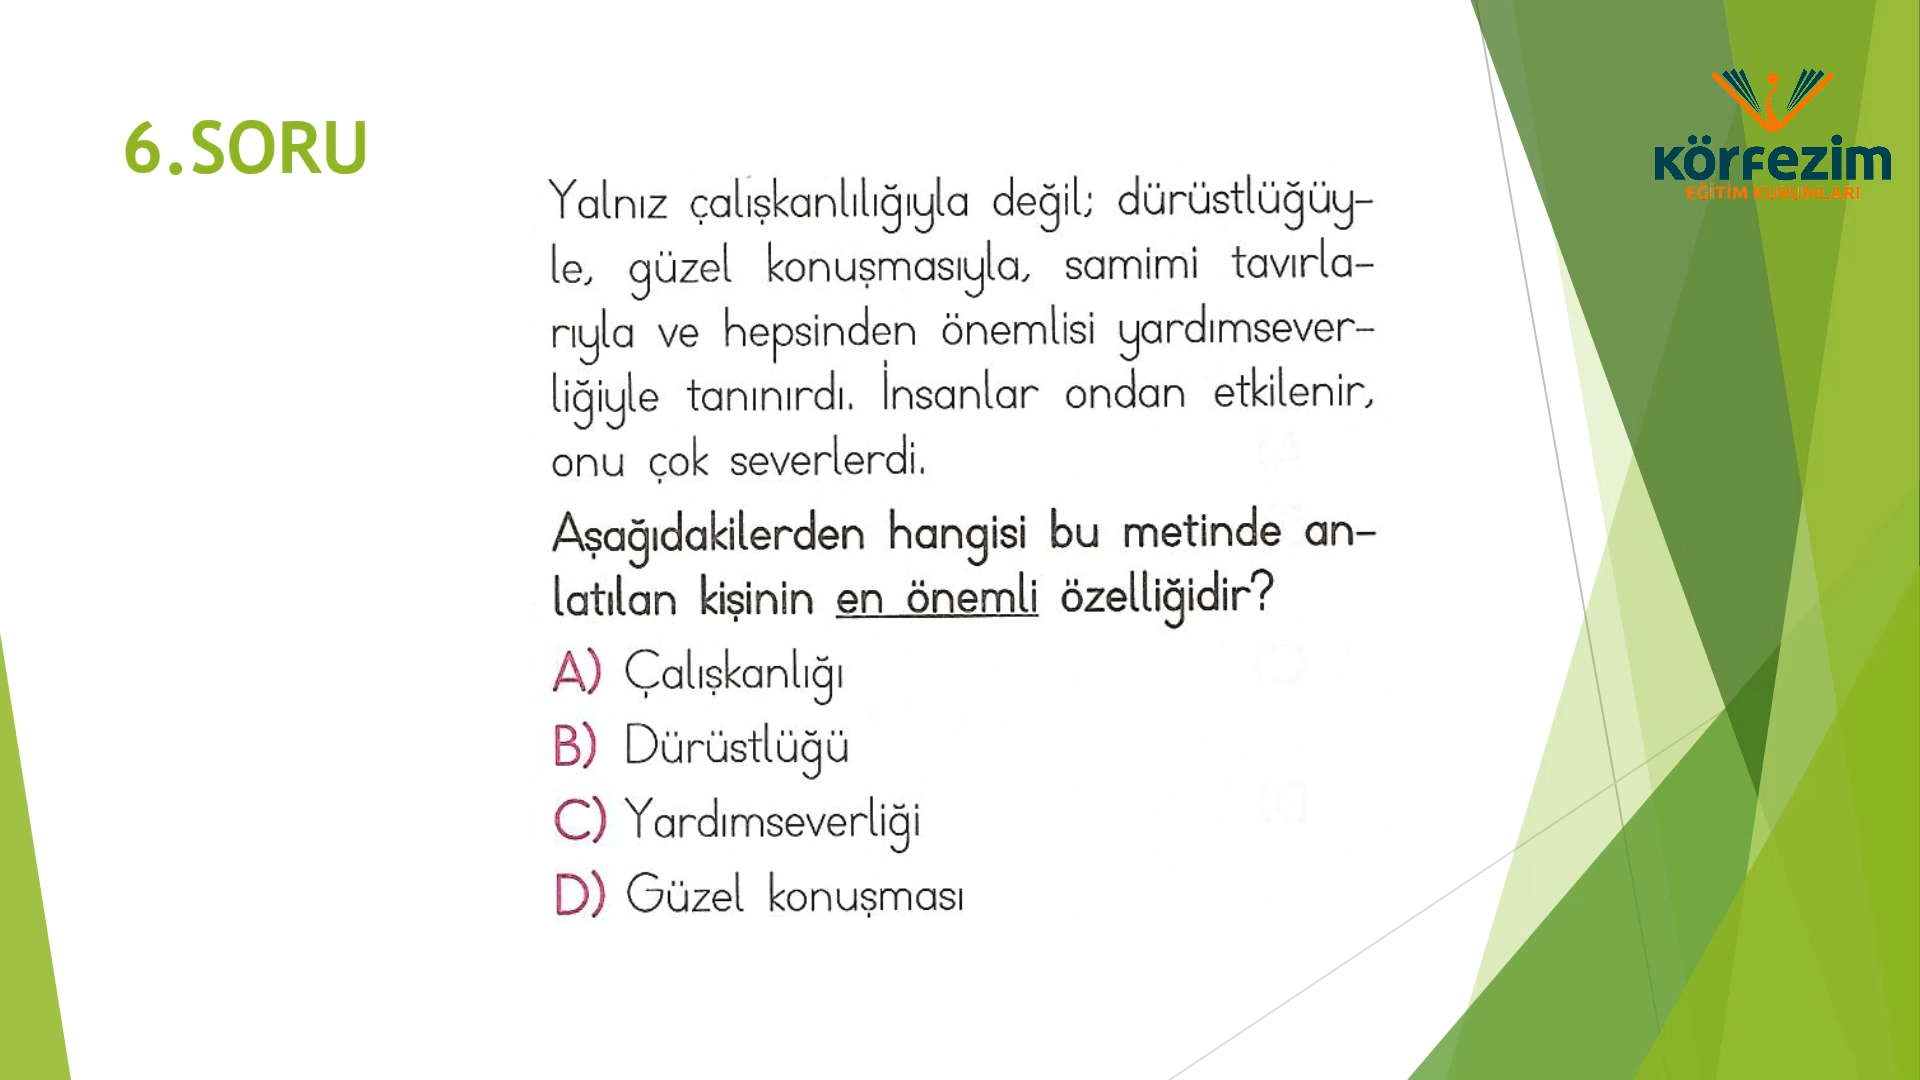 6.SORU
körfezim
EĞİTİM KURUMLARI
Yalnız çalışkanlılığıyla değil; dürüstlüğüy-
le, güzel konuşmasıyla, samimi tavırla-
rıyla ve hepsinden önemlisi yardımsever-
liğiyle tanınırdı. İnsanlar ondan etkilenir,
onu çok severlerdi.
Aşağıdakilerden hangisi bu metinde an-
latılan kişinin en önemli özelliğidir?
A) Çalışkanlığı
B) Dürüstlüğü
C) Yardımseverliği
D) Güzel konuşması